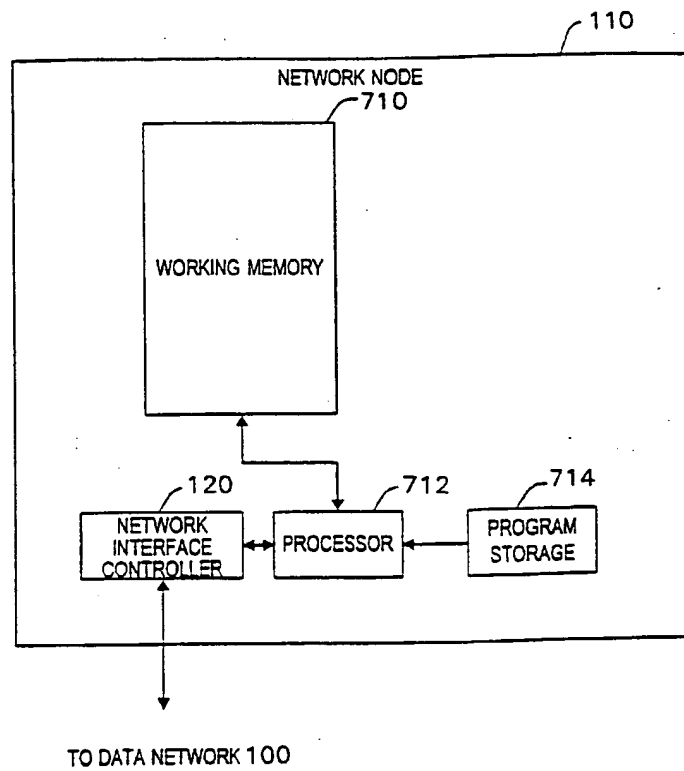 110
NETWORK NODE
710
WORKING MEMORY
120
NETWORK
INTERFACE
CONTROLLER
712
PROCESSOR
714
PROGRAM
STORAGE
TO DATA NETWORK 100